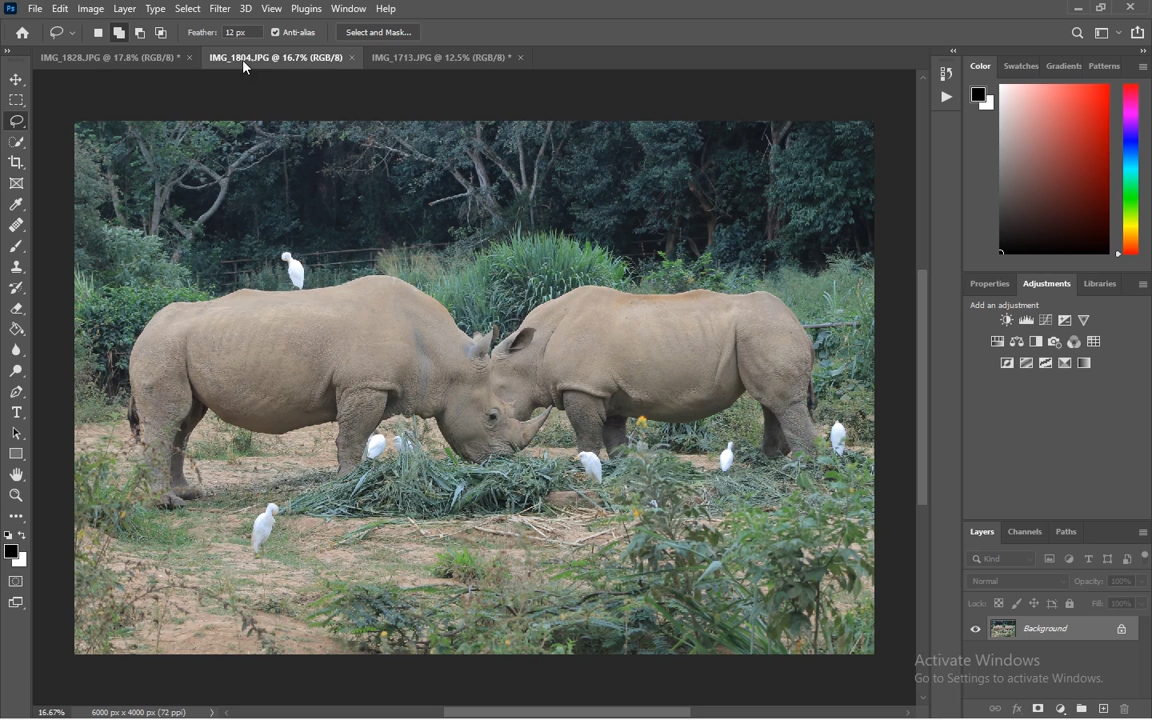 Ps File Edit Image Layer Type Select Filter 3D View Plugins Window Help
Feather: 12 px Anti-alias Select and Mask...
IMG_1828.JPG @ 17.8% (RGB/8) * × IMG_1804.JPG @ 16.7% (RGB/8) × IMG_1713.JPG @ 12.5% (RGB/8) * ×
Color Swatches Gradients Patterns
Properties Adjustments Libraries
Add an adjustment
Layers Channels Paths
Kind
Normal Opacity: 100%
Lock: Fill: 100%
Background
Activate Windows
Go to Settings to activate Windows.
16.67% 6000 px x 4000 px (72 ppi)